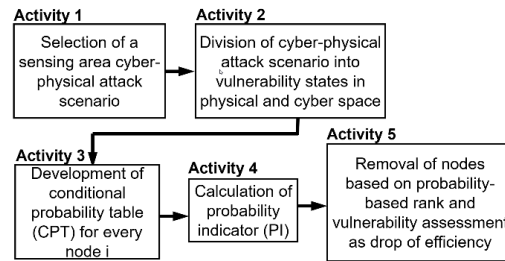 Activity 1
Selection of a
sensing area cyber-
physical attack
scenario
Activity 2
Division of cyber-physical
attack scenario into
vulnerability states in
physical and cyber space
Activity 3
Development of
conditional
probability table
(CPT) for every
node i
Activity 4
Calculation of
probability
indicator (PI)
Activity 5
Removal of nodes
based on probability-
based rank and
vulnerability assessment
as drop of efficiency